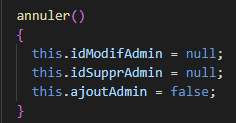 annuler()
{
  this.idModifAdmin = null;
  this.idSupprAdmin = null;
  this.ajoutAdmin = false;
}